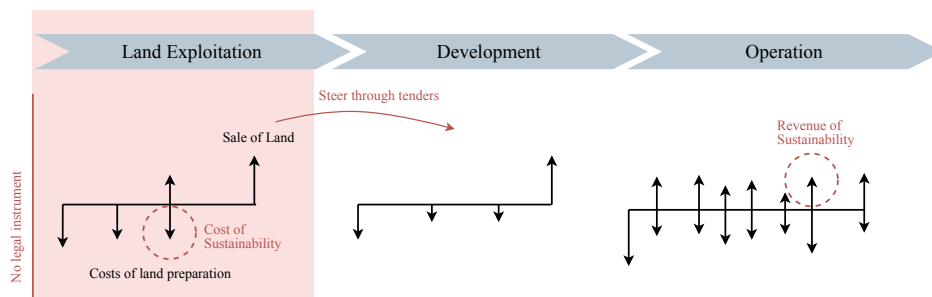 Land Exploitation
Development
Operation
Steer through tenders
Sale of Land
Revenue of
Sustainability
No legal instrument
Cost of
Sustainability
Costs of land preparation